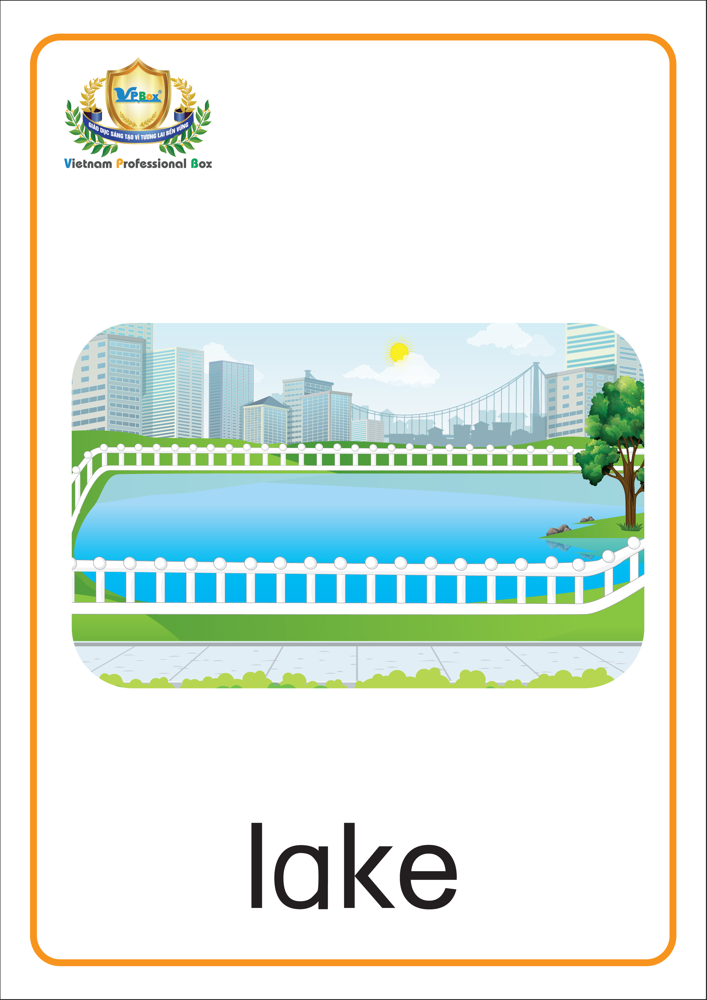 VPBox®
GIÁO DỤC SÁNG TẠO VÌ TƯƠNG LAI BỀN VỮNG
Vietnam Professional Box
lake